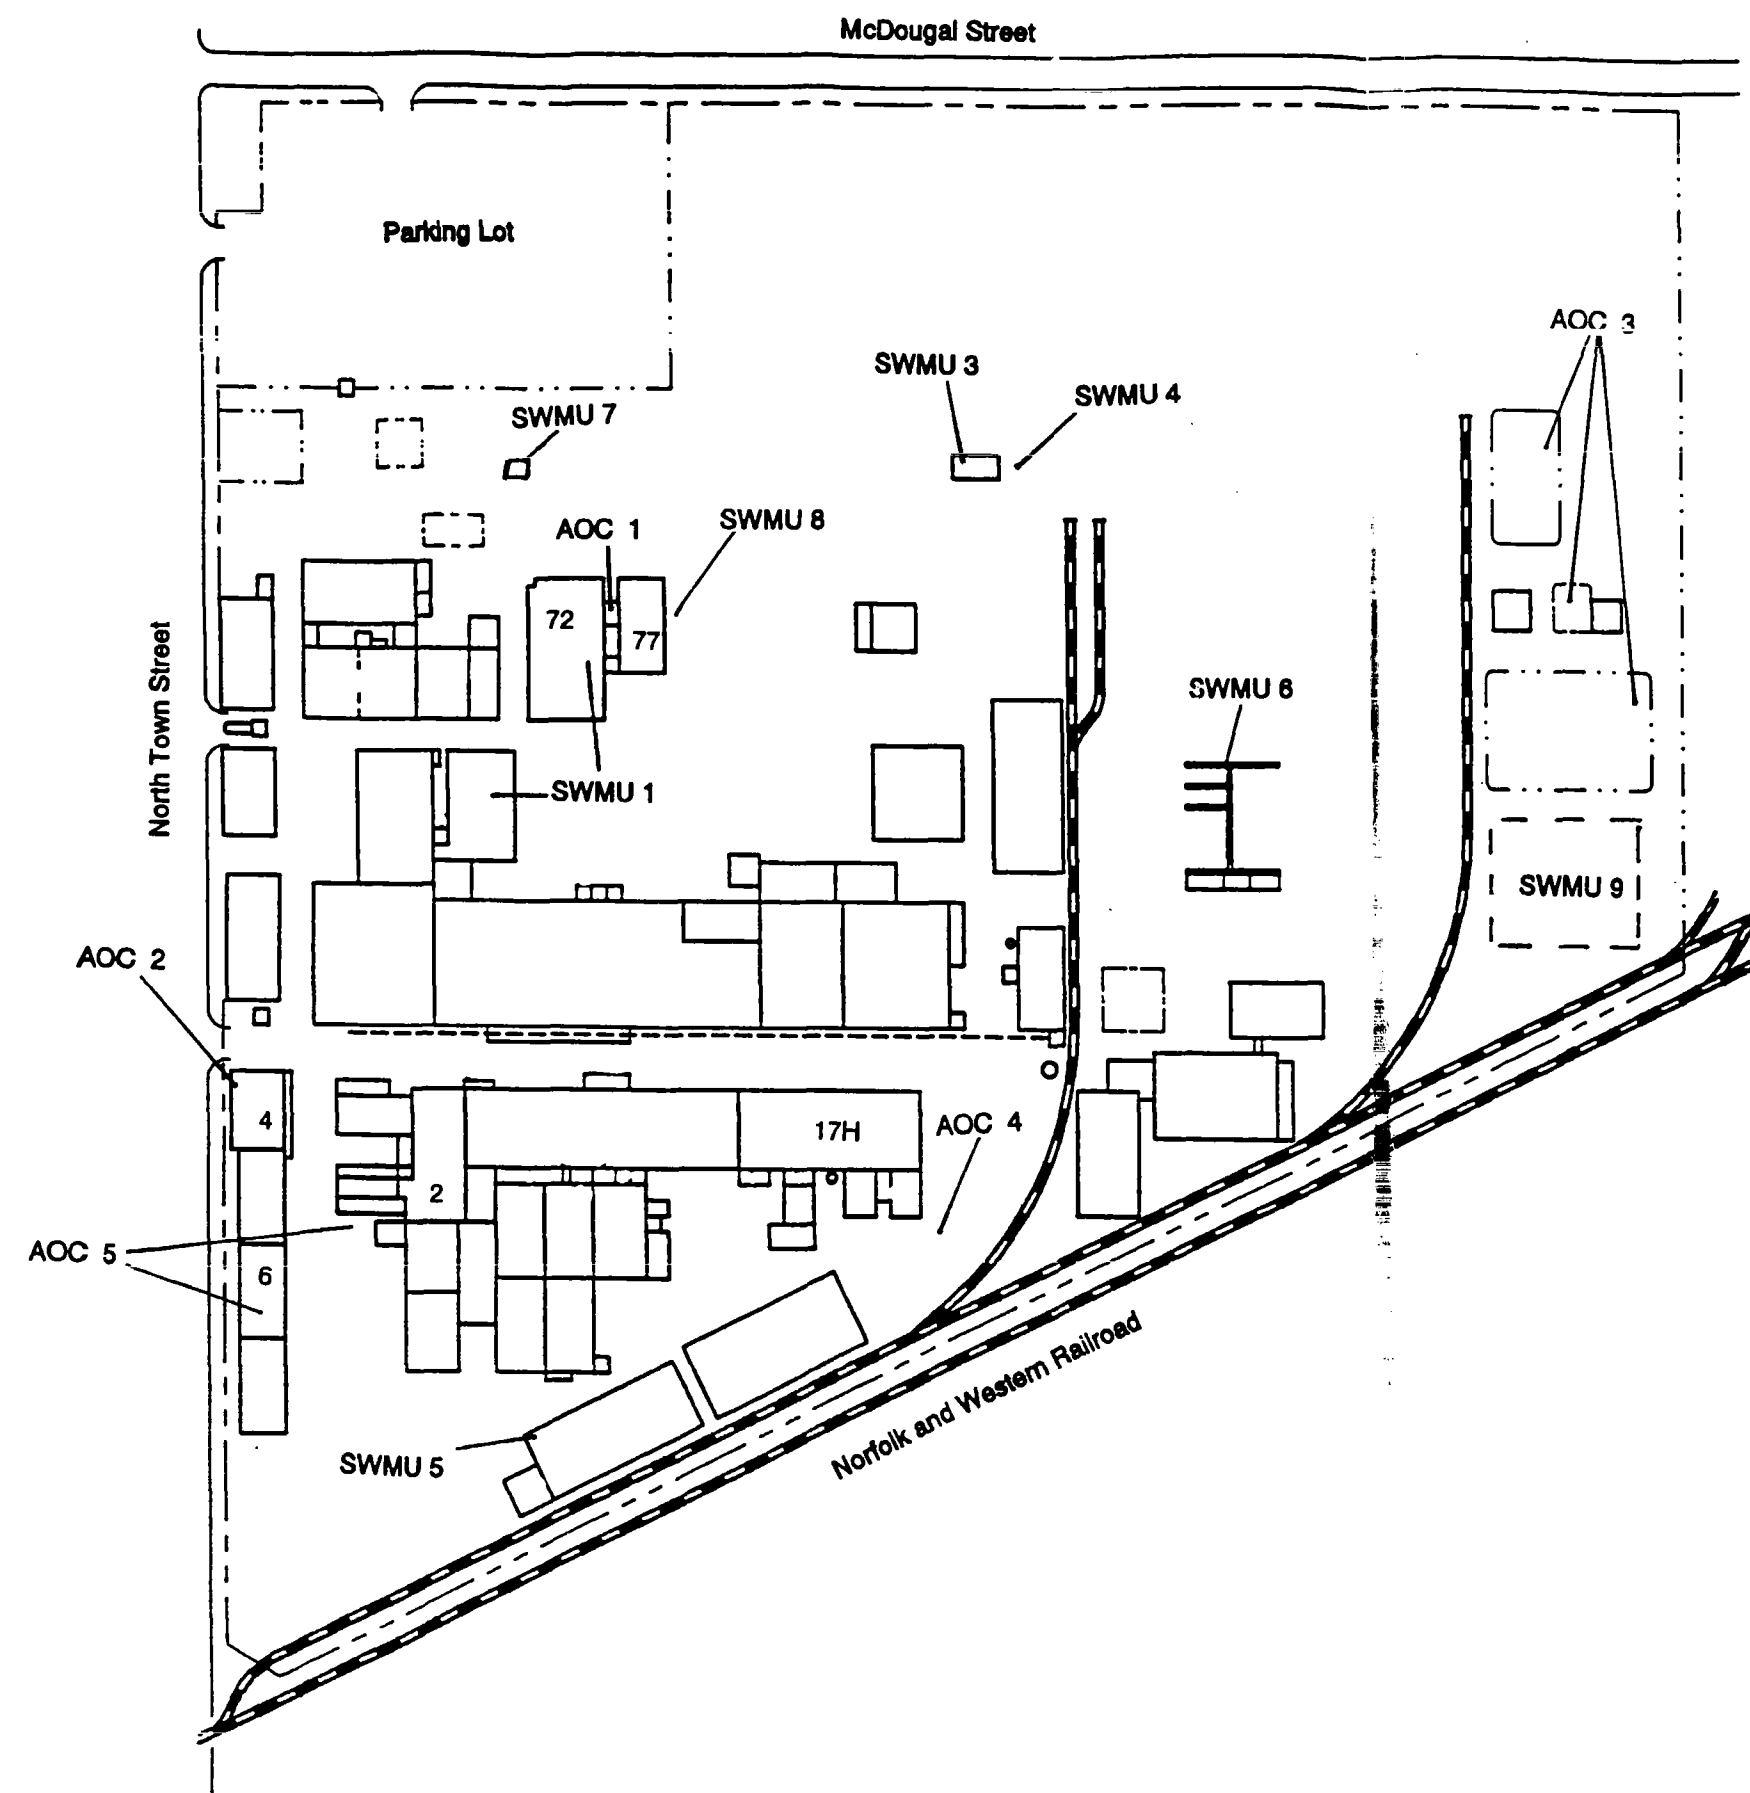 McDougal Street
Parking Lot
AOC 3
SWMU 3
SWMU 4
SWMU 7
AOC 1
SWMU 8
72
77
North Town Street
SWMU 6
SWMU 1
SWMU 9
AOC 2
4
17H
AOC 4
2
AOC 5
6
Norfolk and Western Railroad
SWMU 5